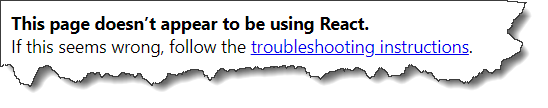 This page doesn’t appear to be using React.
If this seems wrong, follow the troubleshooting instructions.